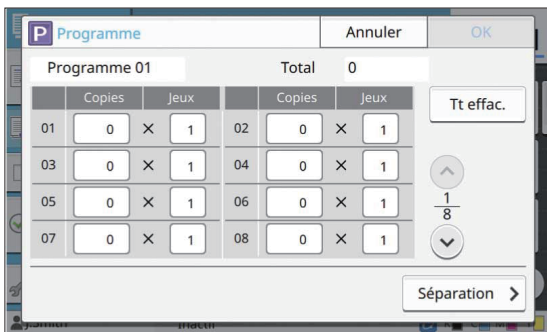 P Programme Annuler OK
Programme 01 Total 0
Copies Jeux Copies Jeux Tt effac.
01 0 × 1 02 0 × 1
03 0 × 1 04 0 × 1
05 0 × 1 06 0 × 1
1
8
07 0 × 1 08 0 × 1
Séparation
J.Smith Inactif K C M Y